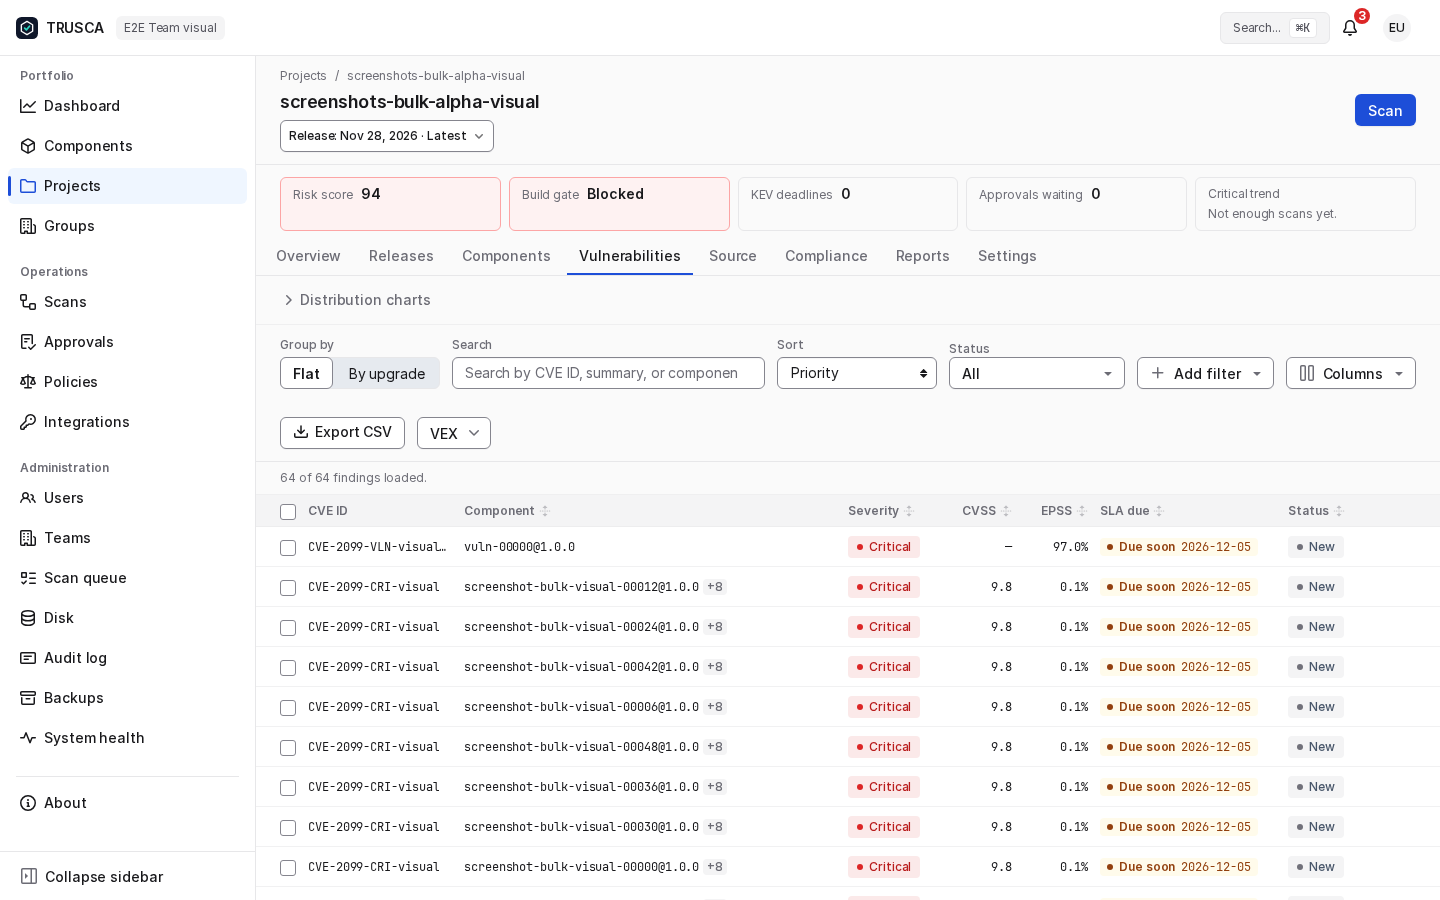 TRUSCA E2E Team visual Search... ⌘K 3 EU
Portfolio
Dashboard
Components
Projects
Groups
Operations
Scans
Approvals
Policies
Integrations
Administration
Users
Teams
Scan queue
Disk
Audit log
Backups
System health
About
Collapse sidebar
Projects / screenshots-bulk-alpha-visual
screenshots-bulk-alpha-visual
Release: Nov 28, 2026 · Latest
Scan
Risk score 94
Build gate Blocked
KEV deadlines 0
Approvals waiting 0
Critical trend
Not enough scans yet.
Overview Releases Components Vulnerabilities Source Compliance Reports Settings
Distribution charts
Group by
Flat By upgrade
Search
Search by CVE ID, summary, or componen
Sort
Priority
Status
All
Add filter
Columns
Export CSV
VEX
64 of 64 findings loaded.
CVE ID Component Severity CVSS EPSS SLA due Status
CVE-2099-VLN-visual… vuln-00000@1.0.0 Critical — 97.0% Due soon 2026-12-05 New
CVE-2099-CRI-visual screenshot-bulk-visual-00012@1.0.0 +8 Critical 9.8 0.1% Due soon 2026-12-05 New
CVE-2099-CRI-visual screenshot-bulk-visual-00024@1.0.0 +8 Critical 9.8 0.1% Due soon 2026-12-05 New
CVE-2099-CRI-visual screenshot-bulk-visual-00042@1.0.0 +8 Critical 9.8 0.1% Due soon 2026-12-05 New
CVE-2099-CRI-visual screenshot-bulk-visual-00006@1.0.0 +8 Critical 9.8 0.1% Due soon 2026-12-05 New
CVE-2099-CRI-visual screenshot-bulk-visual-00048@1.0.0 +8 Critical 9.8 0.1% Due soon 2026-12-05 New
CVE-2099-CRI-visual screenshot-bulk-visual-00036@1.0.0 +8 Critical 9.8 0.1% Due soon 2026-12-05 New
CVE-2099-CRI-visual screenshot-bulk-visual-00030@1.0.0 +8 Critical 9.8 0.1% Due soon 2026-12-05 New
CVE-2099-CRI-visual screenshot-bulk-visual-00000@1.0.0 +8 Critical 9.8 0.1% Due soon 2026-12-05 New